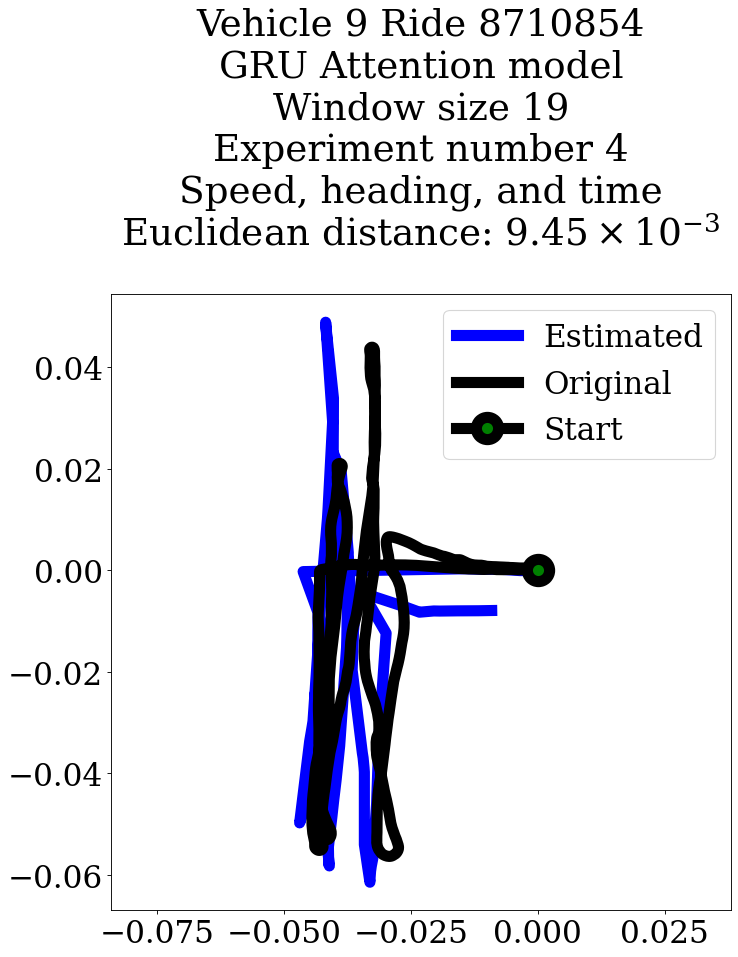 Vehicle 9 Ride 8710854
GRU Attention model
Window size 19
Experiment number 4
Speed, heading, and time
Euclidean distance: 9.45 × 10⁻³
Estimated
Original
Start
0.04
0.02
0.00
−0.02
−0.04
−0.06
−0.075 −0.050 −0.025 0.000 0.025